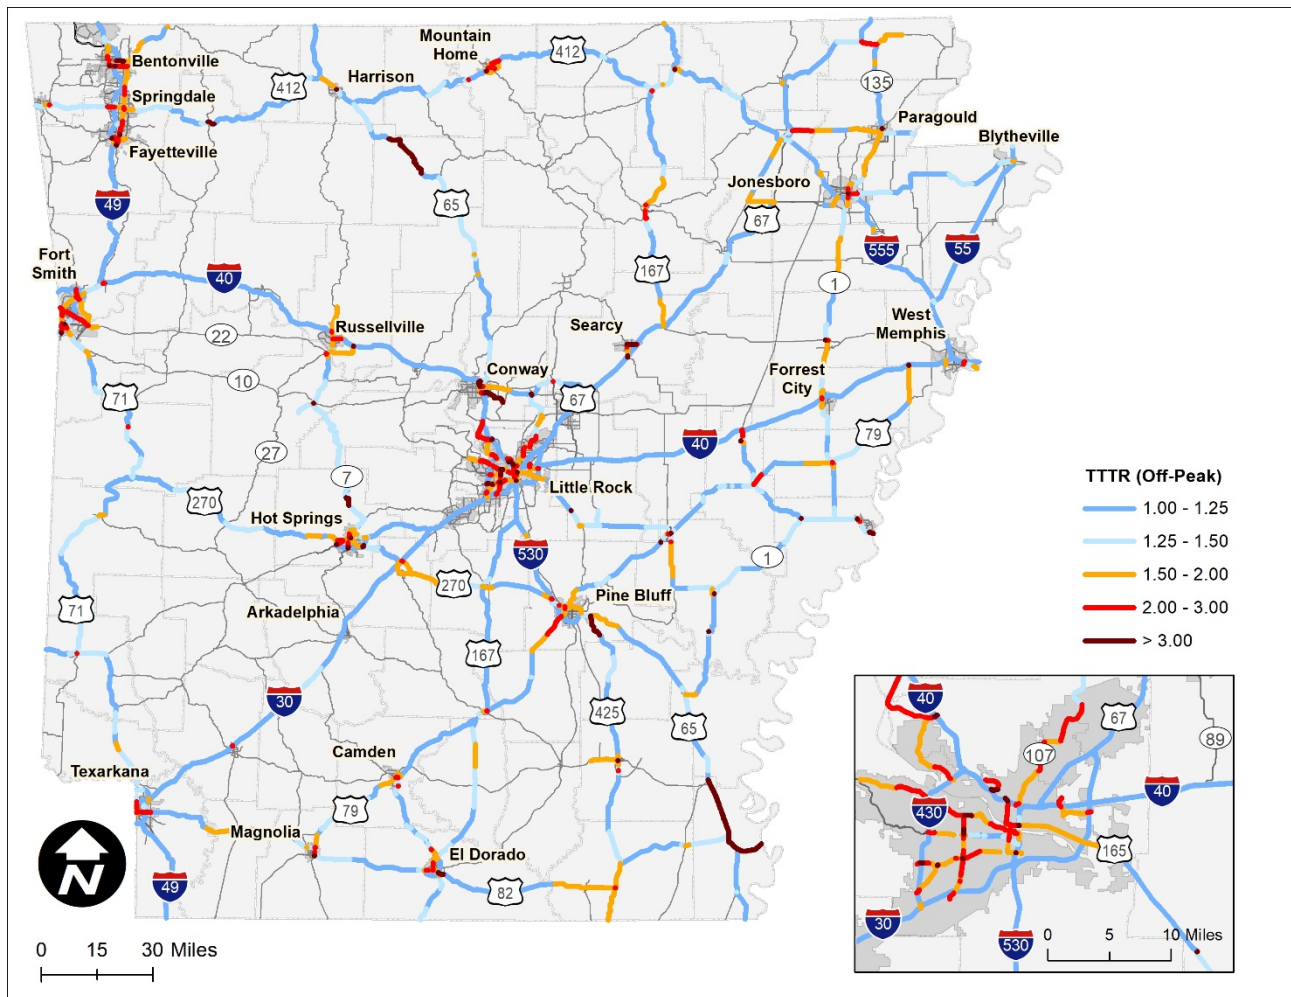 Mountain
Home
412
Bentonville
Harrison
412
135
Springdale
Paragould
Blytheville
Fayetteville
Jonesboro
49
65
67
Fort
Smith
40
555
55
167
1
22
Russellville
Searcy
West
Memphis
10
Conway
Forrest
City
71
67
79
27
40
7
Little Rock
270
Hot Springs
530
1
270
Pine Bluff
71
Arkadelphia
167
30
425
65
Camden
Texarkana
79
Magnolia
El Dorado
49
82
N
0 15 30 Miles
TTTR (Off-Peak)
1.00 - 1.25
1.25 - 1.50
1.50 - 2.00
2.00 - 3.00
> 3.00
40
67
107
89
40
430
165
30
530
0 5 10 Miles